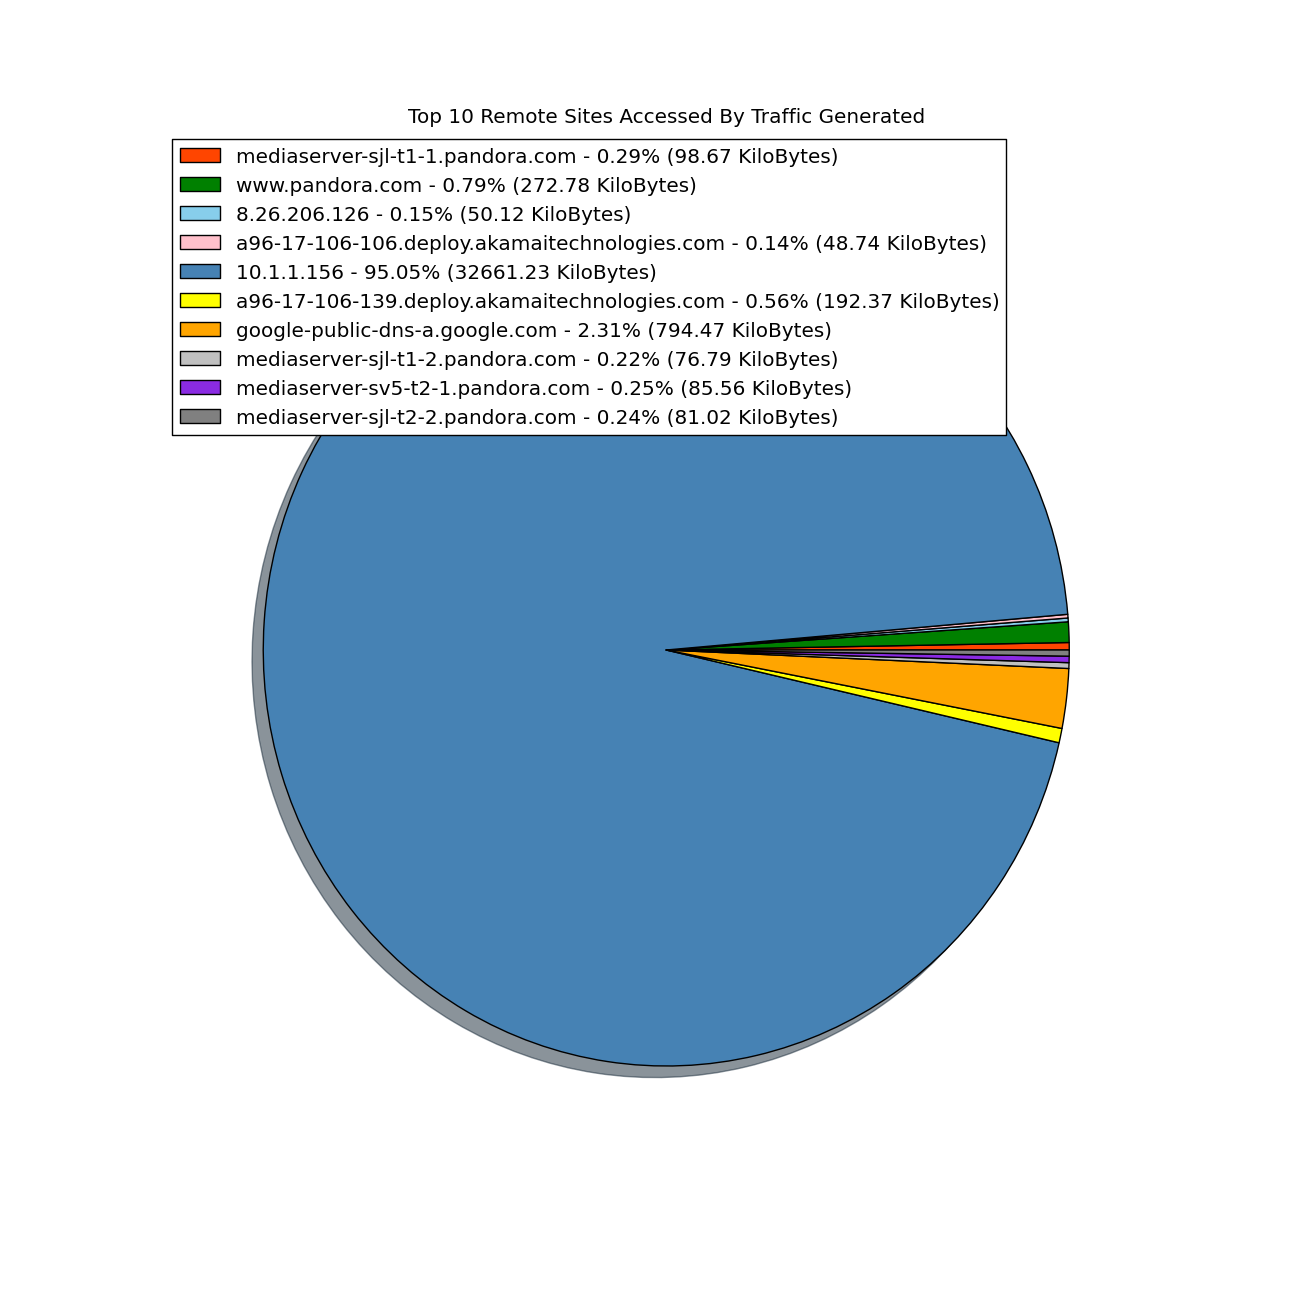 Top 10 Remote Sites Accessed By Traffic Generated
mediaserver-sjl-t1-1.pandora.com - 0.29% (98.67 KiloBytes)
www.pandora.com - 0.79% (272.78 KiloBytes)
8.26.206.126 - 0.15% (50.12 KiloBytes)
a96-17-106-106.deploy.akamaitechnologies.com - 0.14% (48.74 KiloBytes)
10.1.1.156 - 95.05% (32661.23 KiloBytes)
a96-17-106-139.deploy.akamaitechnologies.com - 0.56% (192.37 KiloBytes)
google-public-dns-a.google.com - 2.31% (794.47 KiloBytes)
mediaserver-sjl-t1-2.pandora.com - 0.22% (76.79 KiloBytes)
mediaserver-sv5-t2-1.pandora.com - 0.25% (85.56 KiloBytes)
mediaserver-sjl-t2-2.pandora.com - 0.24% (81.02 KiloBytes)